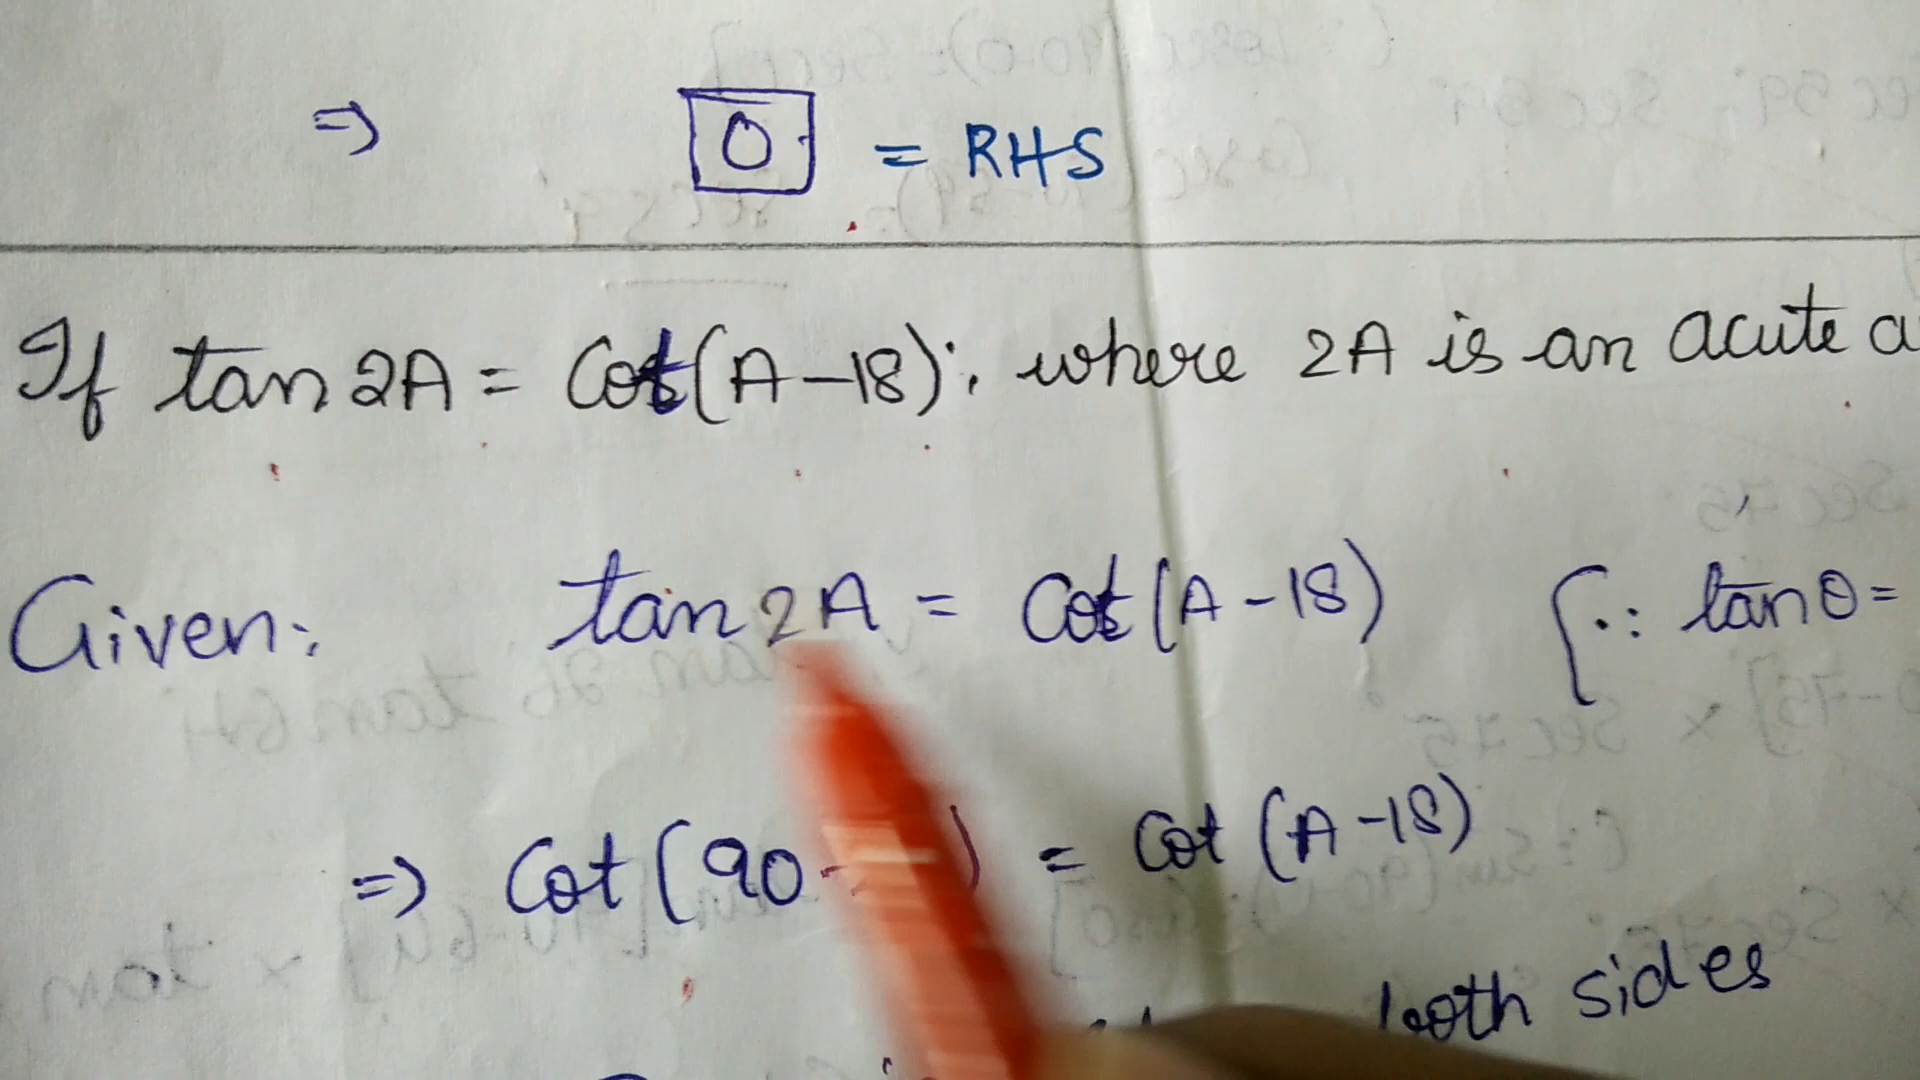 ⇒ 0 = RHS
If tan 2A = Cot (A-18); where 2A is an acute a
Given: tan 2A = Cot (A-18) [∵ tan θ =
⇒ Cot (90- ) = Cot (A-18)
both sides